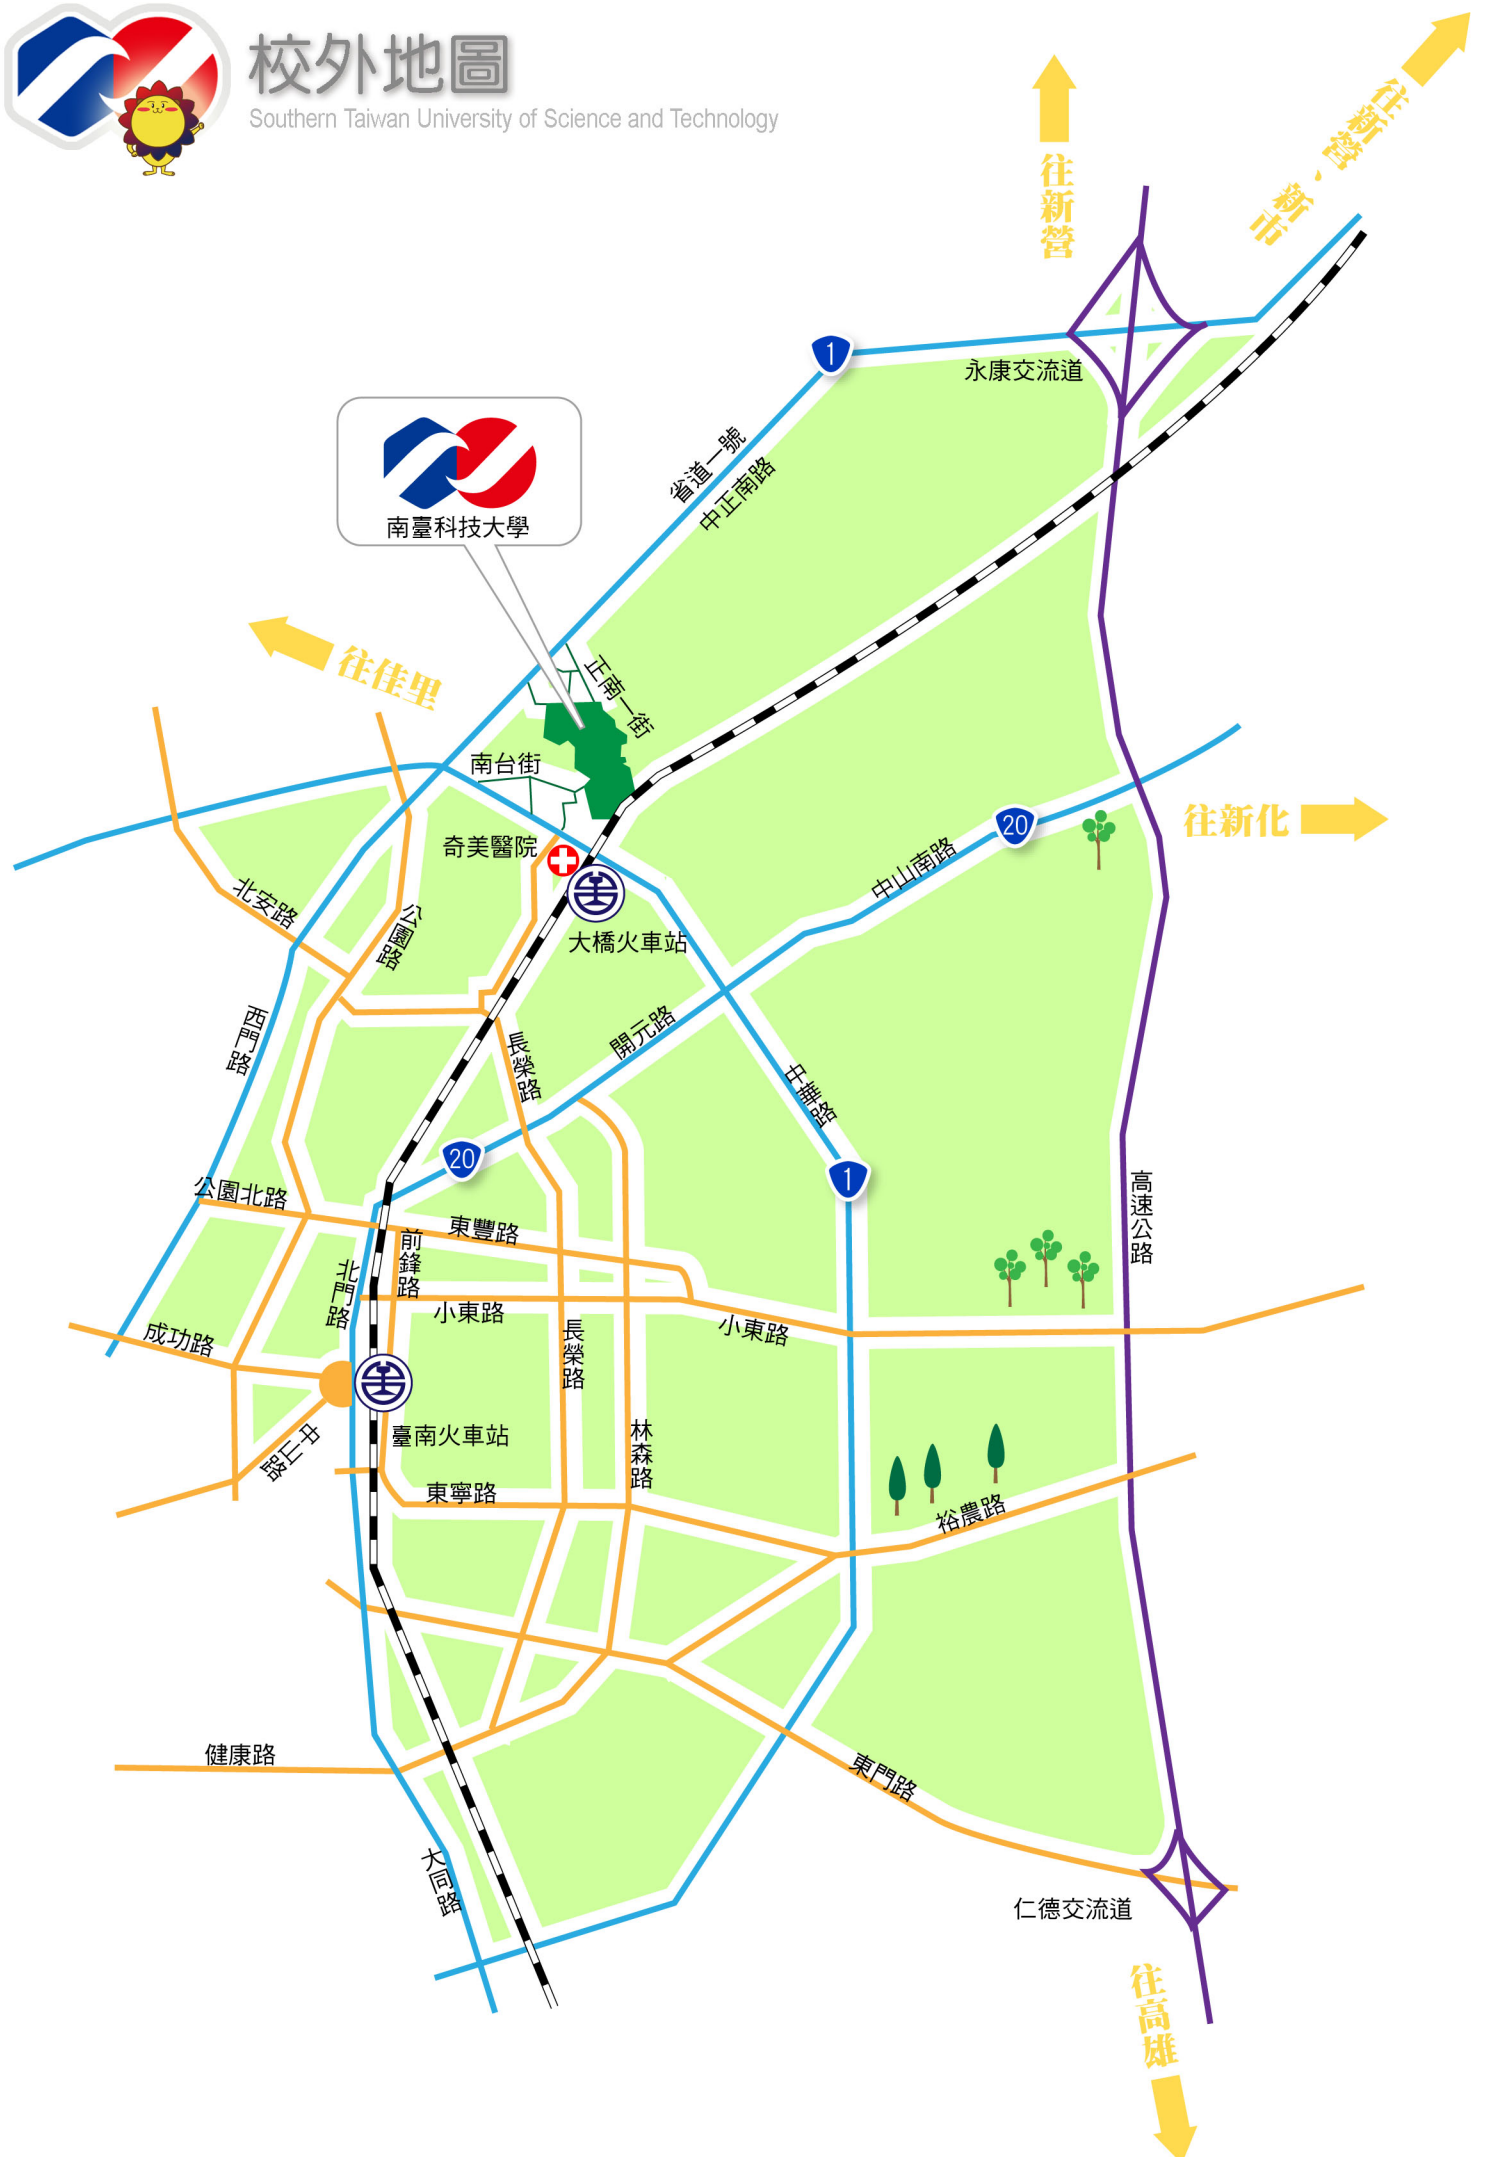 校外地圖
Southern Taiwan University of Science and Technology
往新營
往新營、新市
1
永康交流道
省道一號
中正南路
南臺科技大學
往佳里
正南一街
南台街
奇美醫院
大橋火車站
20
中山南路
往新化
北安路
公園路
西門路
長榮路
開元路
中華路
20
1
公園北路
東豐路
前鋒路
北門路
小東路
小東路
高速公路
成功路
長榮路
中山路
臺南火車站
林森路
東寧路
裕農路
健康路
東門路
大同路
仁德交流道
往高雄